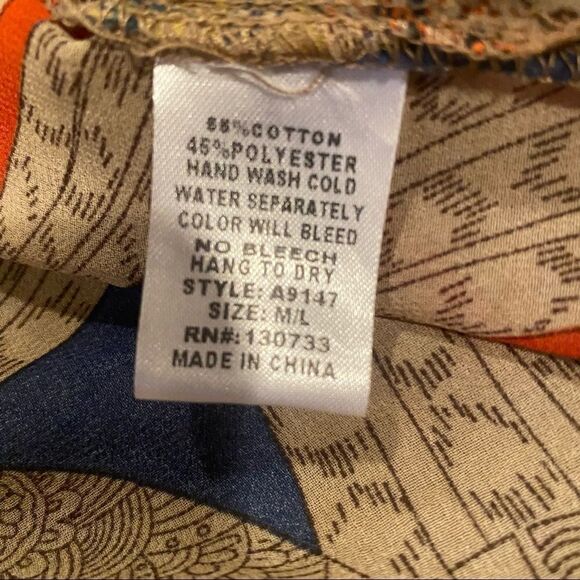 55%COTTON
45%POLYESTER
HAND WASH COLD
WATER SEPARATELY
COLOR WILL BLEED
NO BLEECH
HANG TO DRY
STYLE: A9147
SIZE: M/L
RN#: 130733
MADE IN CHINA